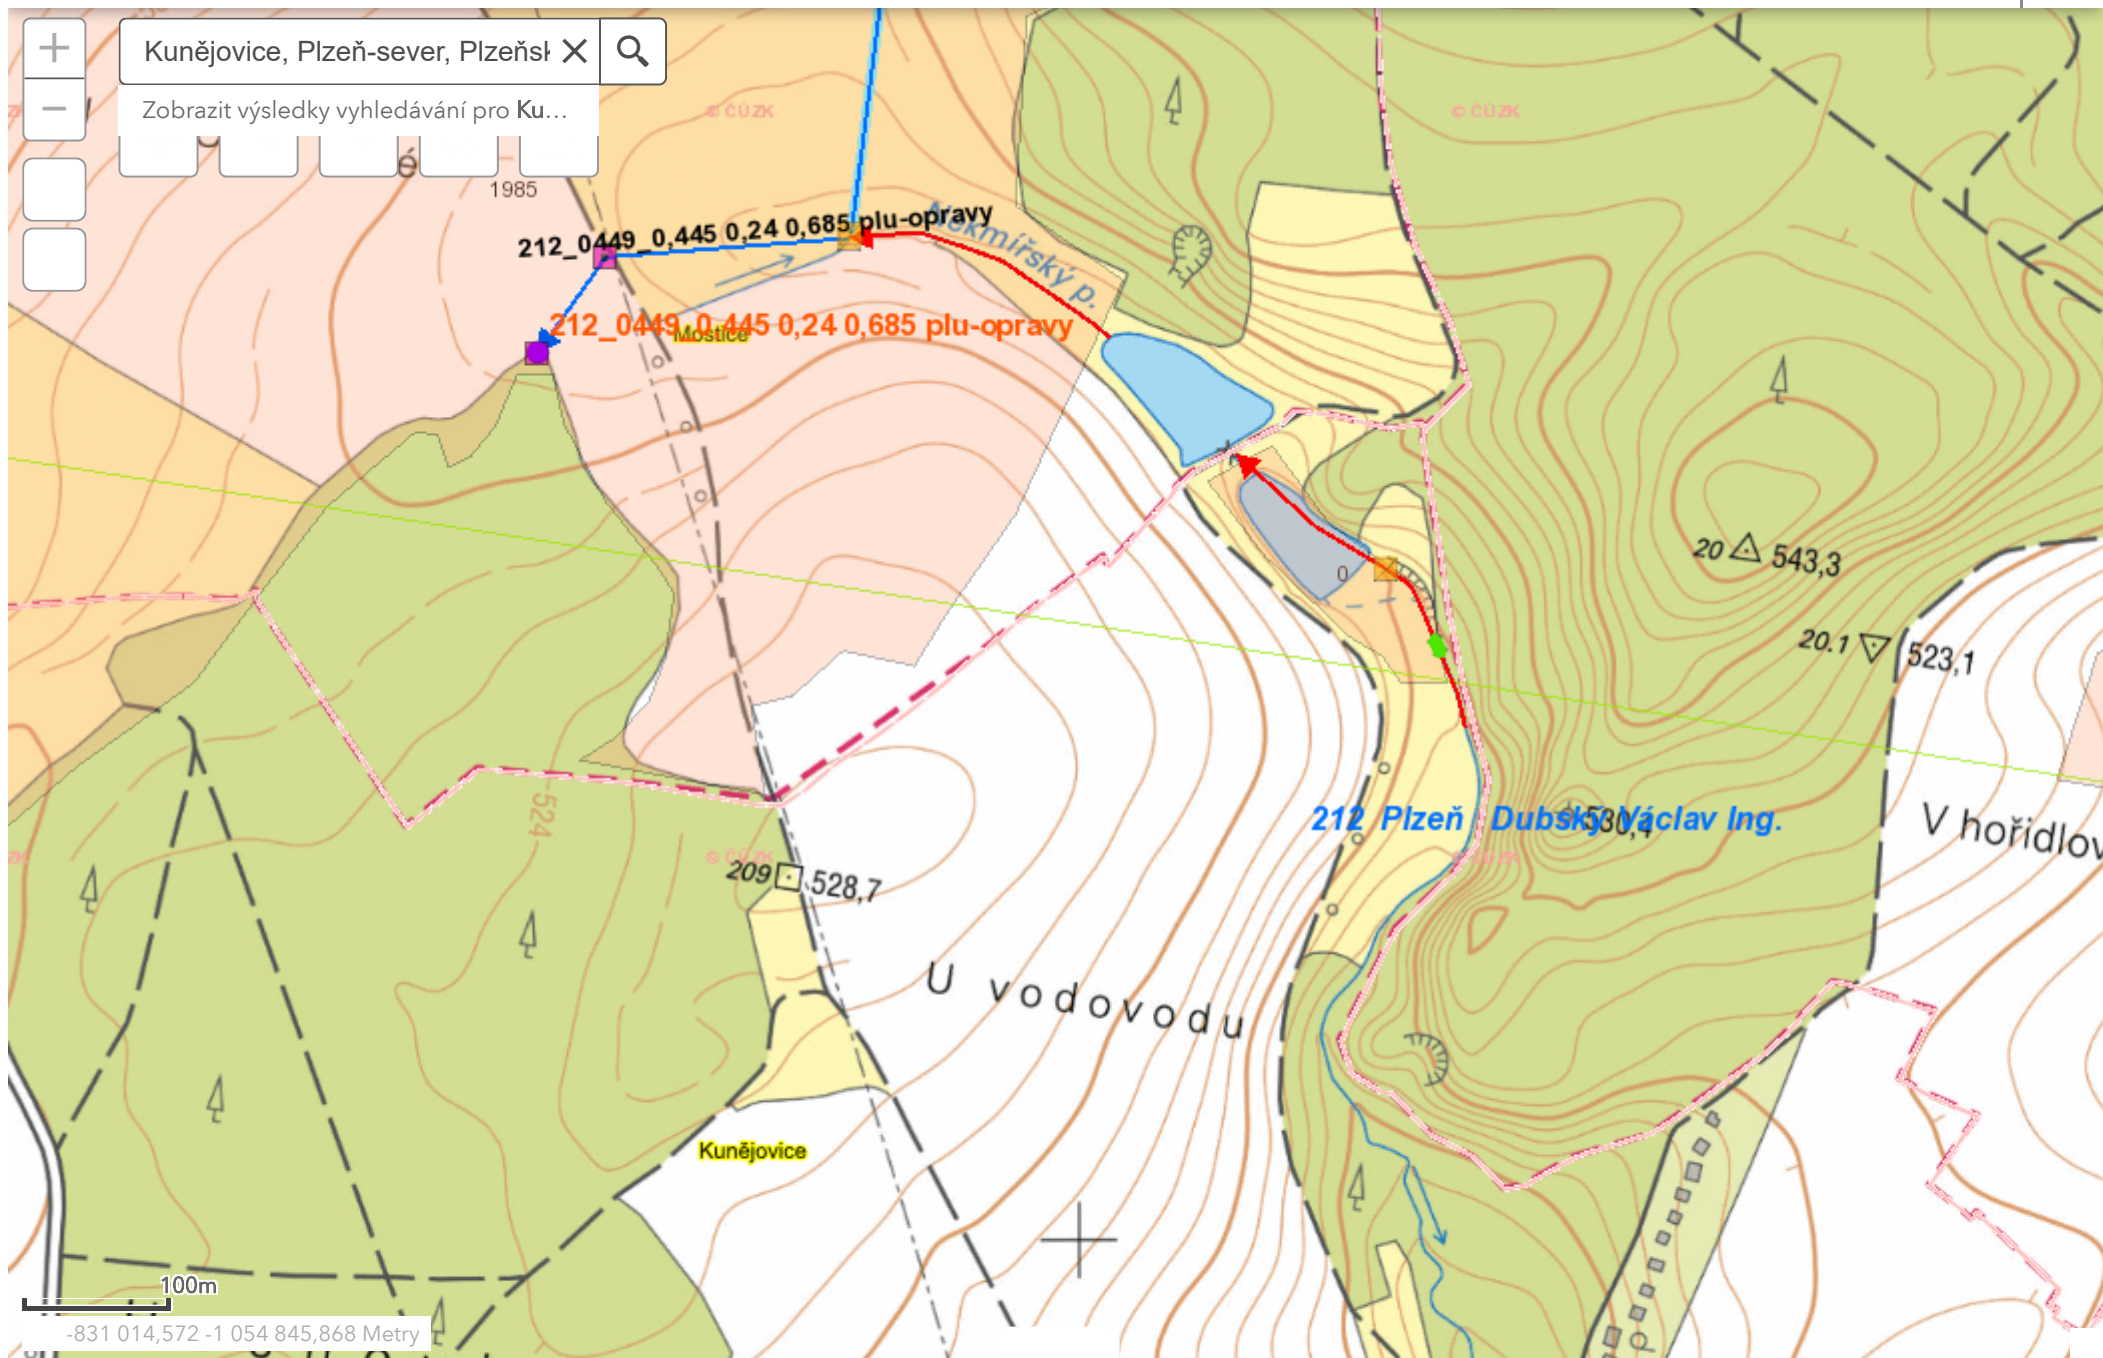 Kunějovice, Plzeň-sever, Plzeňsk
Zobrazit výsledky vyhledávání pro Ku…
© ČÚZK
© ČÚZK
é
1985
212_0449_0,445 0,24 0,685 plu-opravy
Nekmířský p.
212_0449_0,445 0,24 0,685 plu-opravy
Mostice
20 543,3
0
20.1 523,1
524
212 Plzeň Dubský Václav Ing.
530,4
V hořidlov
© ČÚZK
© ČÚZK
209 528,7
U vodovodu
Kunějovice
100m
-831 014,572 -1 054 845,868 Metry